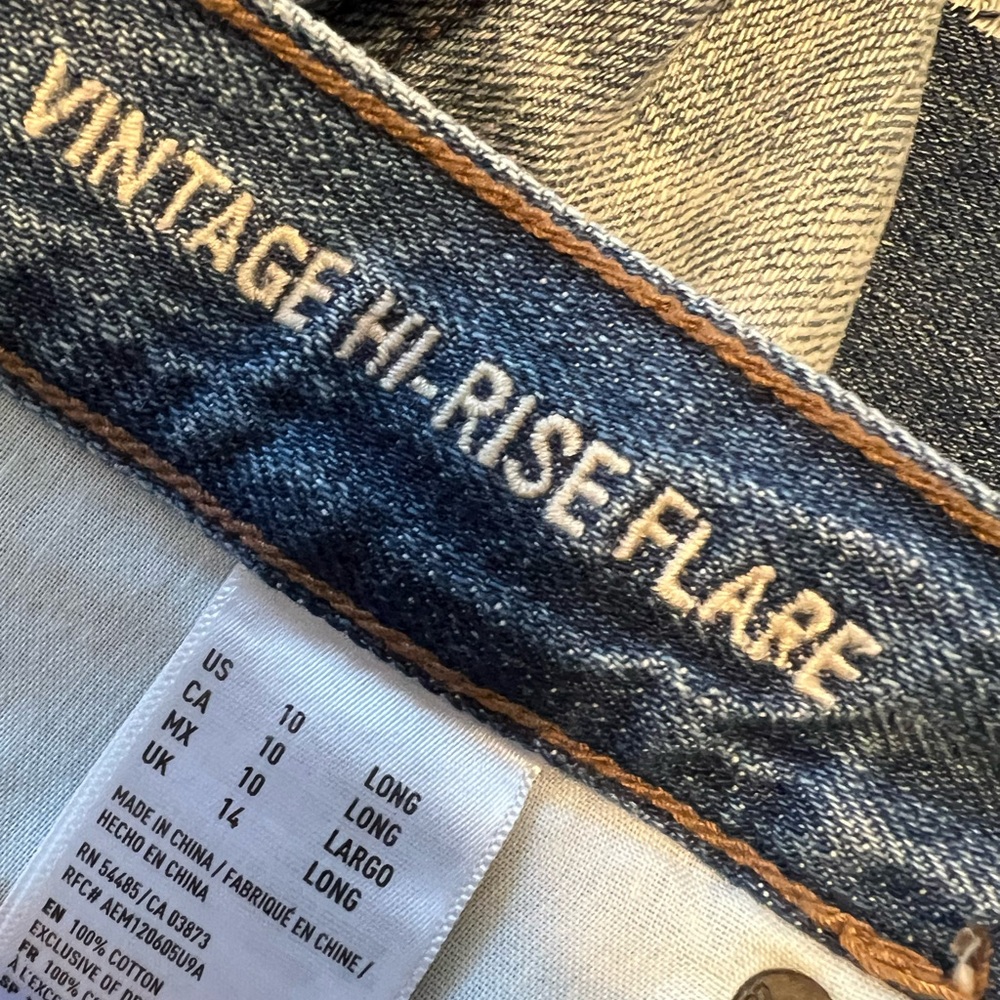 VINTAGE HI-RISE FLARE
US 10 LONG
CA 10 LONG
MX 10 LARGO
UK 14 LONG
MADE IN CHINA / FABRIQUÉ EN CHINE /
HECHO EN CHINA
RN 54485/CA 03873
RFC# AEM120605U9A
EN 100% COTTON
EXCLUSIVE OF
FR 100%
À L'EXCE
SP